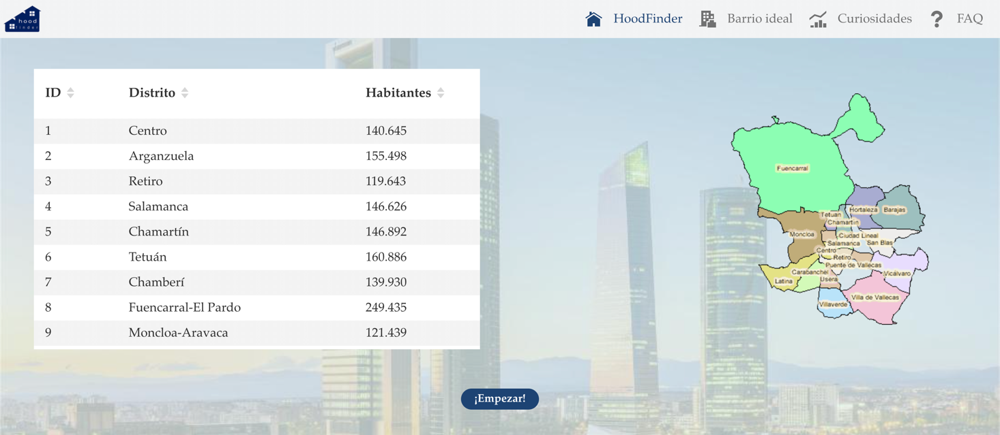 hood
finder
HoodFinder
Barrio ideal
Curiosidades
FAQ
ID Distrito Habitantes
1 Centro 140.645
2 Arganzuela 155.498
3 Retiro 119.643
4 Salamanca 146.626
5 Chamartín 146.892
6 Tetuán 160.886
7 Chamberí 139.930
8 Fuencarral-El Pardo 249.435
9 Moncloa-Aravaca 121.439
Fuencarral
Hortaleza
Barajas
Tetuan
Chamartin
Moncloa
Ciudad Lineal
Salamanca
San Blas
Centro
Retiro
Puente de Vallecas
Carabanchel
Vicálvaro
Latina
Usera
Villa de Vallecas
Villaverde
¡Empezar!